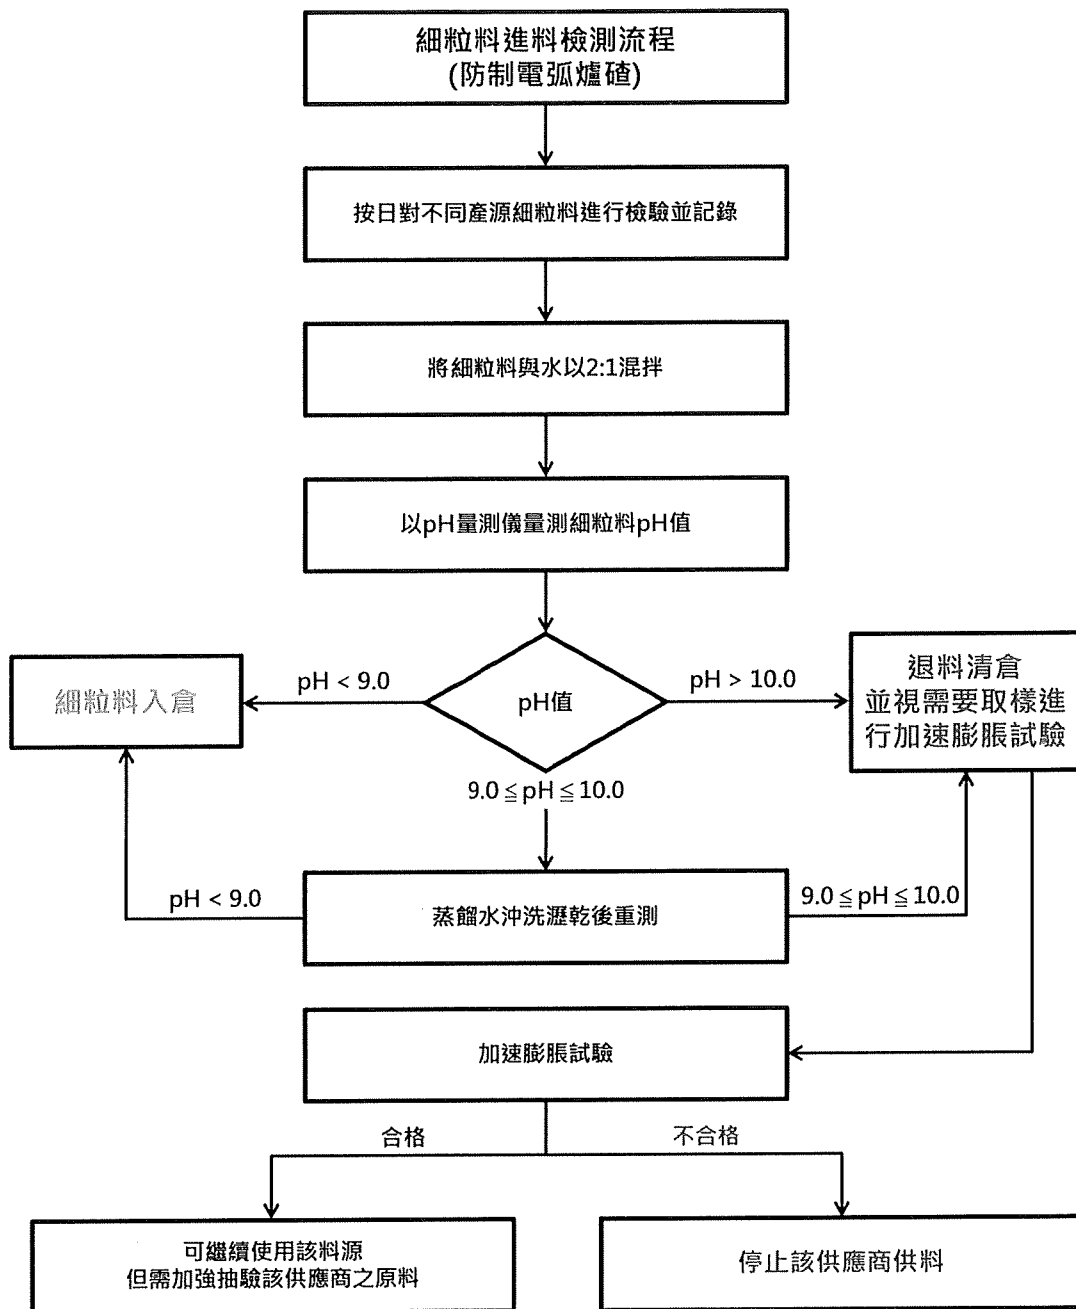 細粒料進料檢測流程
(防制電弧爐碴)
按日對不同產源細粒料進行檢驗並記錄
將細粒料與水以2:1混拌
以pH量測儀量測細粒料pH值
細粒料入倉
pH < 9.0
pH值
pH > 10.0
退料清倉
並視需要取樣進
行加速膨脹試驗
9.0≦pH≦10.0
pH < 9.0
蒸餾水沖洗瀝乾後重測
9.0≦pH≦10.0
加速膨脹試驗
合格
不合格
可繼續使用該料源
但需加強抽驗該供應商之原料
停止該供應商供料